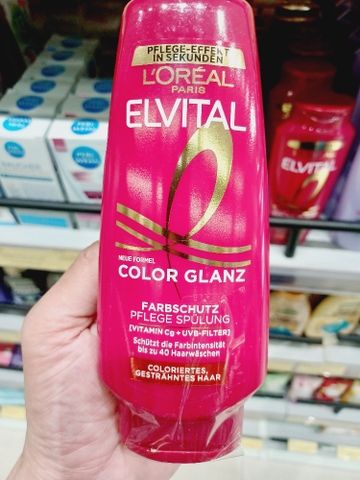 PFLEGE-EFFEKT
IN SEKUNDEN
L'ORÉAL
PARIS
ELVITAL
NEUE FORMEL
COLOR GLANZ
FARBSCHUTZ
PFLEGE SPÜLUNG
[VITAMIN Cg + UVB-FILTER]
Schützt die Farbintensität
bis zu 40 Haarwäschen
COLORIERTES,
GESTRÄHNTES HAAR
ELVITAL